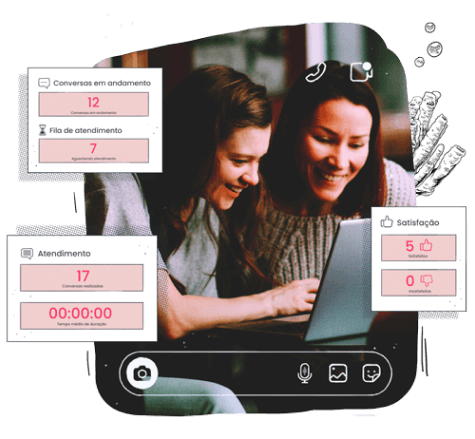 Conversas em andamento
12
Conversas em andamento
Fila de atendimento
7
Aguardando atendimento
Satisfação
5
Satisfeitos
0
Insatisfeitos
Atendimento
17
Conversas realizadas
00:00:00
Tempo médio de duração